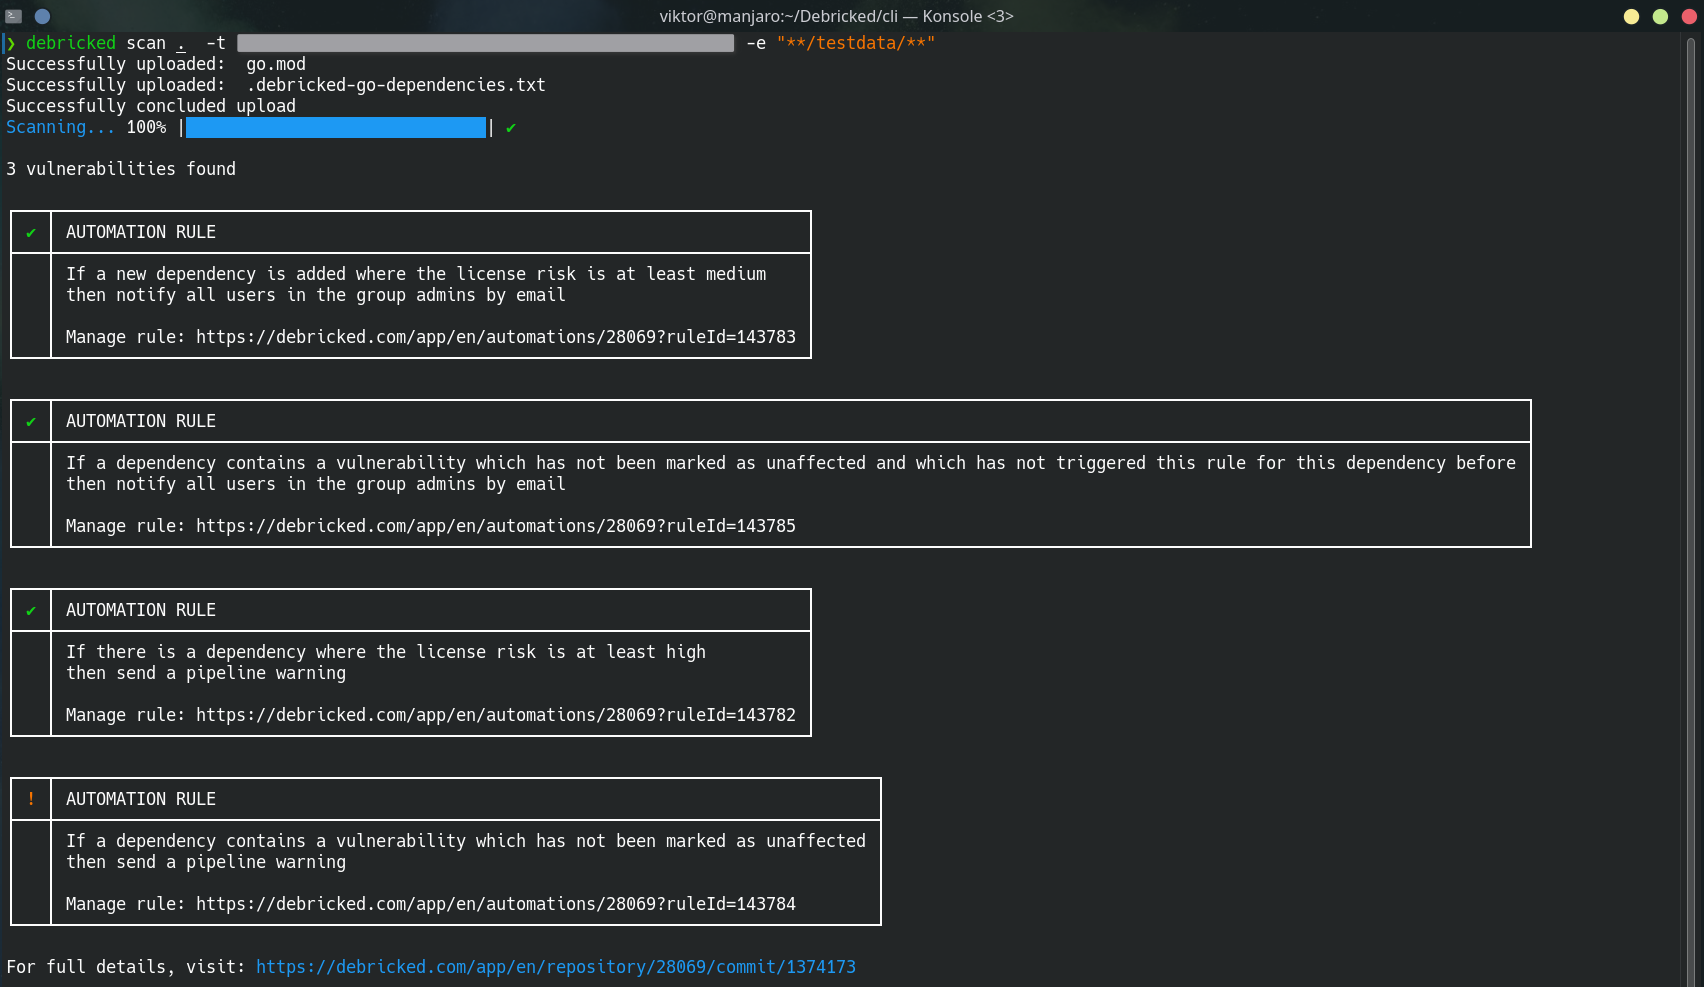 viktor@manjaro:~/Debricked/cli — Konsole <3>
❯ debricked scan . -t -e "**/testdata/**"
Successfully uploaded: go.mod
Successfully uploaded: .debricked-go-dependencies.txt
Successfully concluded upload
Scanning... 100% | | ✔
3 vulnerabilities found
✔ AUTOMATION RULE
If a new dependency is added where the license risk is at least medium
then notify all users in the group admins by email
Manage rule: https://debricked.com/app/en/automations/28069?ruleId=143783
✔ AUTOMATION RULE
If a dependency contains a vulnerability which has not been marked as unaffected and which has not triggered this rule for this dependency before
then notify all users in the group admins by email
Manage rule: https://debricked.com/app/en/automations/28069?ruleId=143785
✔ AUTOMATION RULE
If there is a dependency where the license risk is at least high
then send a pipeline warning
Manage rule: https://debricked.com/app/en/automations/28069?ruleId=143782
! AUTOMATION RULE
If a dependency contains a vulnerability which has not been marked as unaffected
then send a pipeline warning
Manage rule: https://debricked.com/app/en/automations/28069?ruleId=143784
For full details, visit: https://debricked.com/app/en/repository/28069/commit/1374173